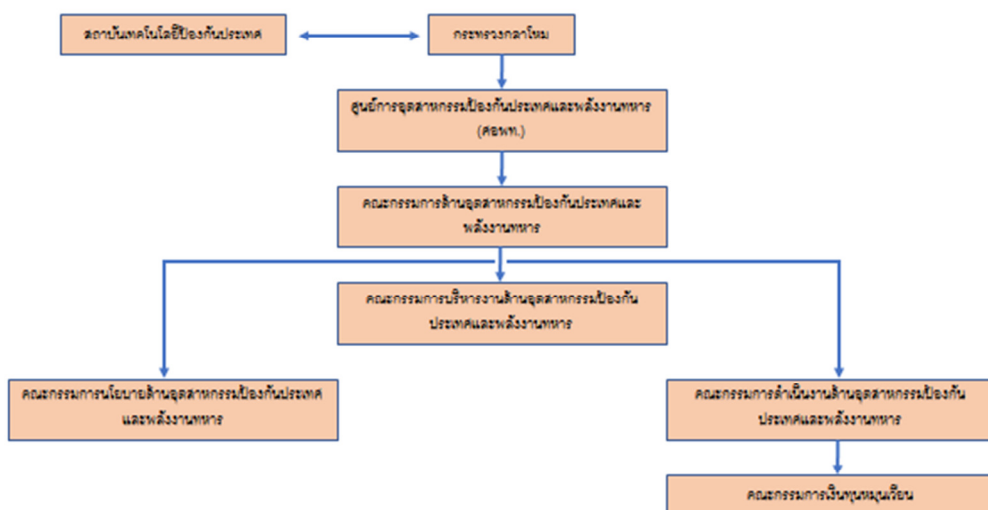 สถาบันเทคโนโลยีป้องกันประเทศ
กระทรวงกลาโหม
ศูนย์การอุตสาหกรรมป้องกันประเทศและพลังงานทหาร
(ศอพท.)
คณะกรรมการด้านอุตสาหกรรมป้องกันประเทศและ
พลังงานทหาร
คณะกรรมการบริหารงานด้านอุตสาหกรรมป้องกัน
ประเทศและพลังงานทหาร
คณะกรรมการนโยบายด้านอุตสาหกรรมป้องกันประเทศ
และพลังงานทหาร
คณะกรรมการดำเนินงานด้านอุตสาหกรรมป้องกัน
ประเทศและพลังงานทหาร
คณะกรรมการเงินทุนหมุนเวียน